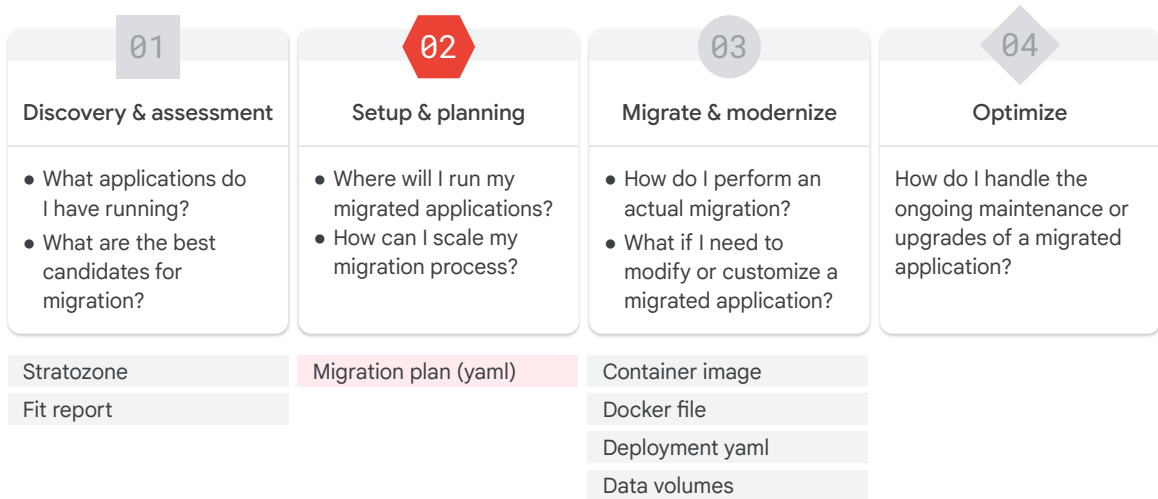 01
Discovery & assessment
● What applications do
I have running?
● What are the best
candidates for
migration?
Stratozone
Fit report
02
Setup & planning
● Where will I run my
migrated applications?
● How can I scale my
migration process?
Migration plan (yaml)
03
Migrate & modernize
● How do I perform an
actual migration?
● What if I need to
modify or customize a
migrated application?
Container image
Docker file
Deployment yaml
Data volumes
04
Optimize
How do I handle the
ongoing maintenance or
upgrades of a migrated
application?